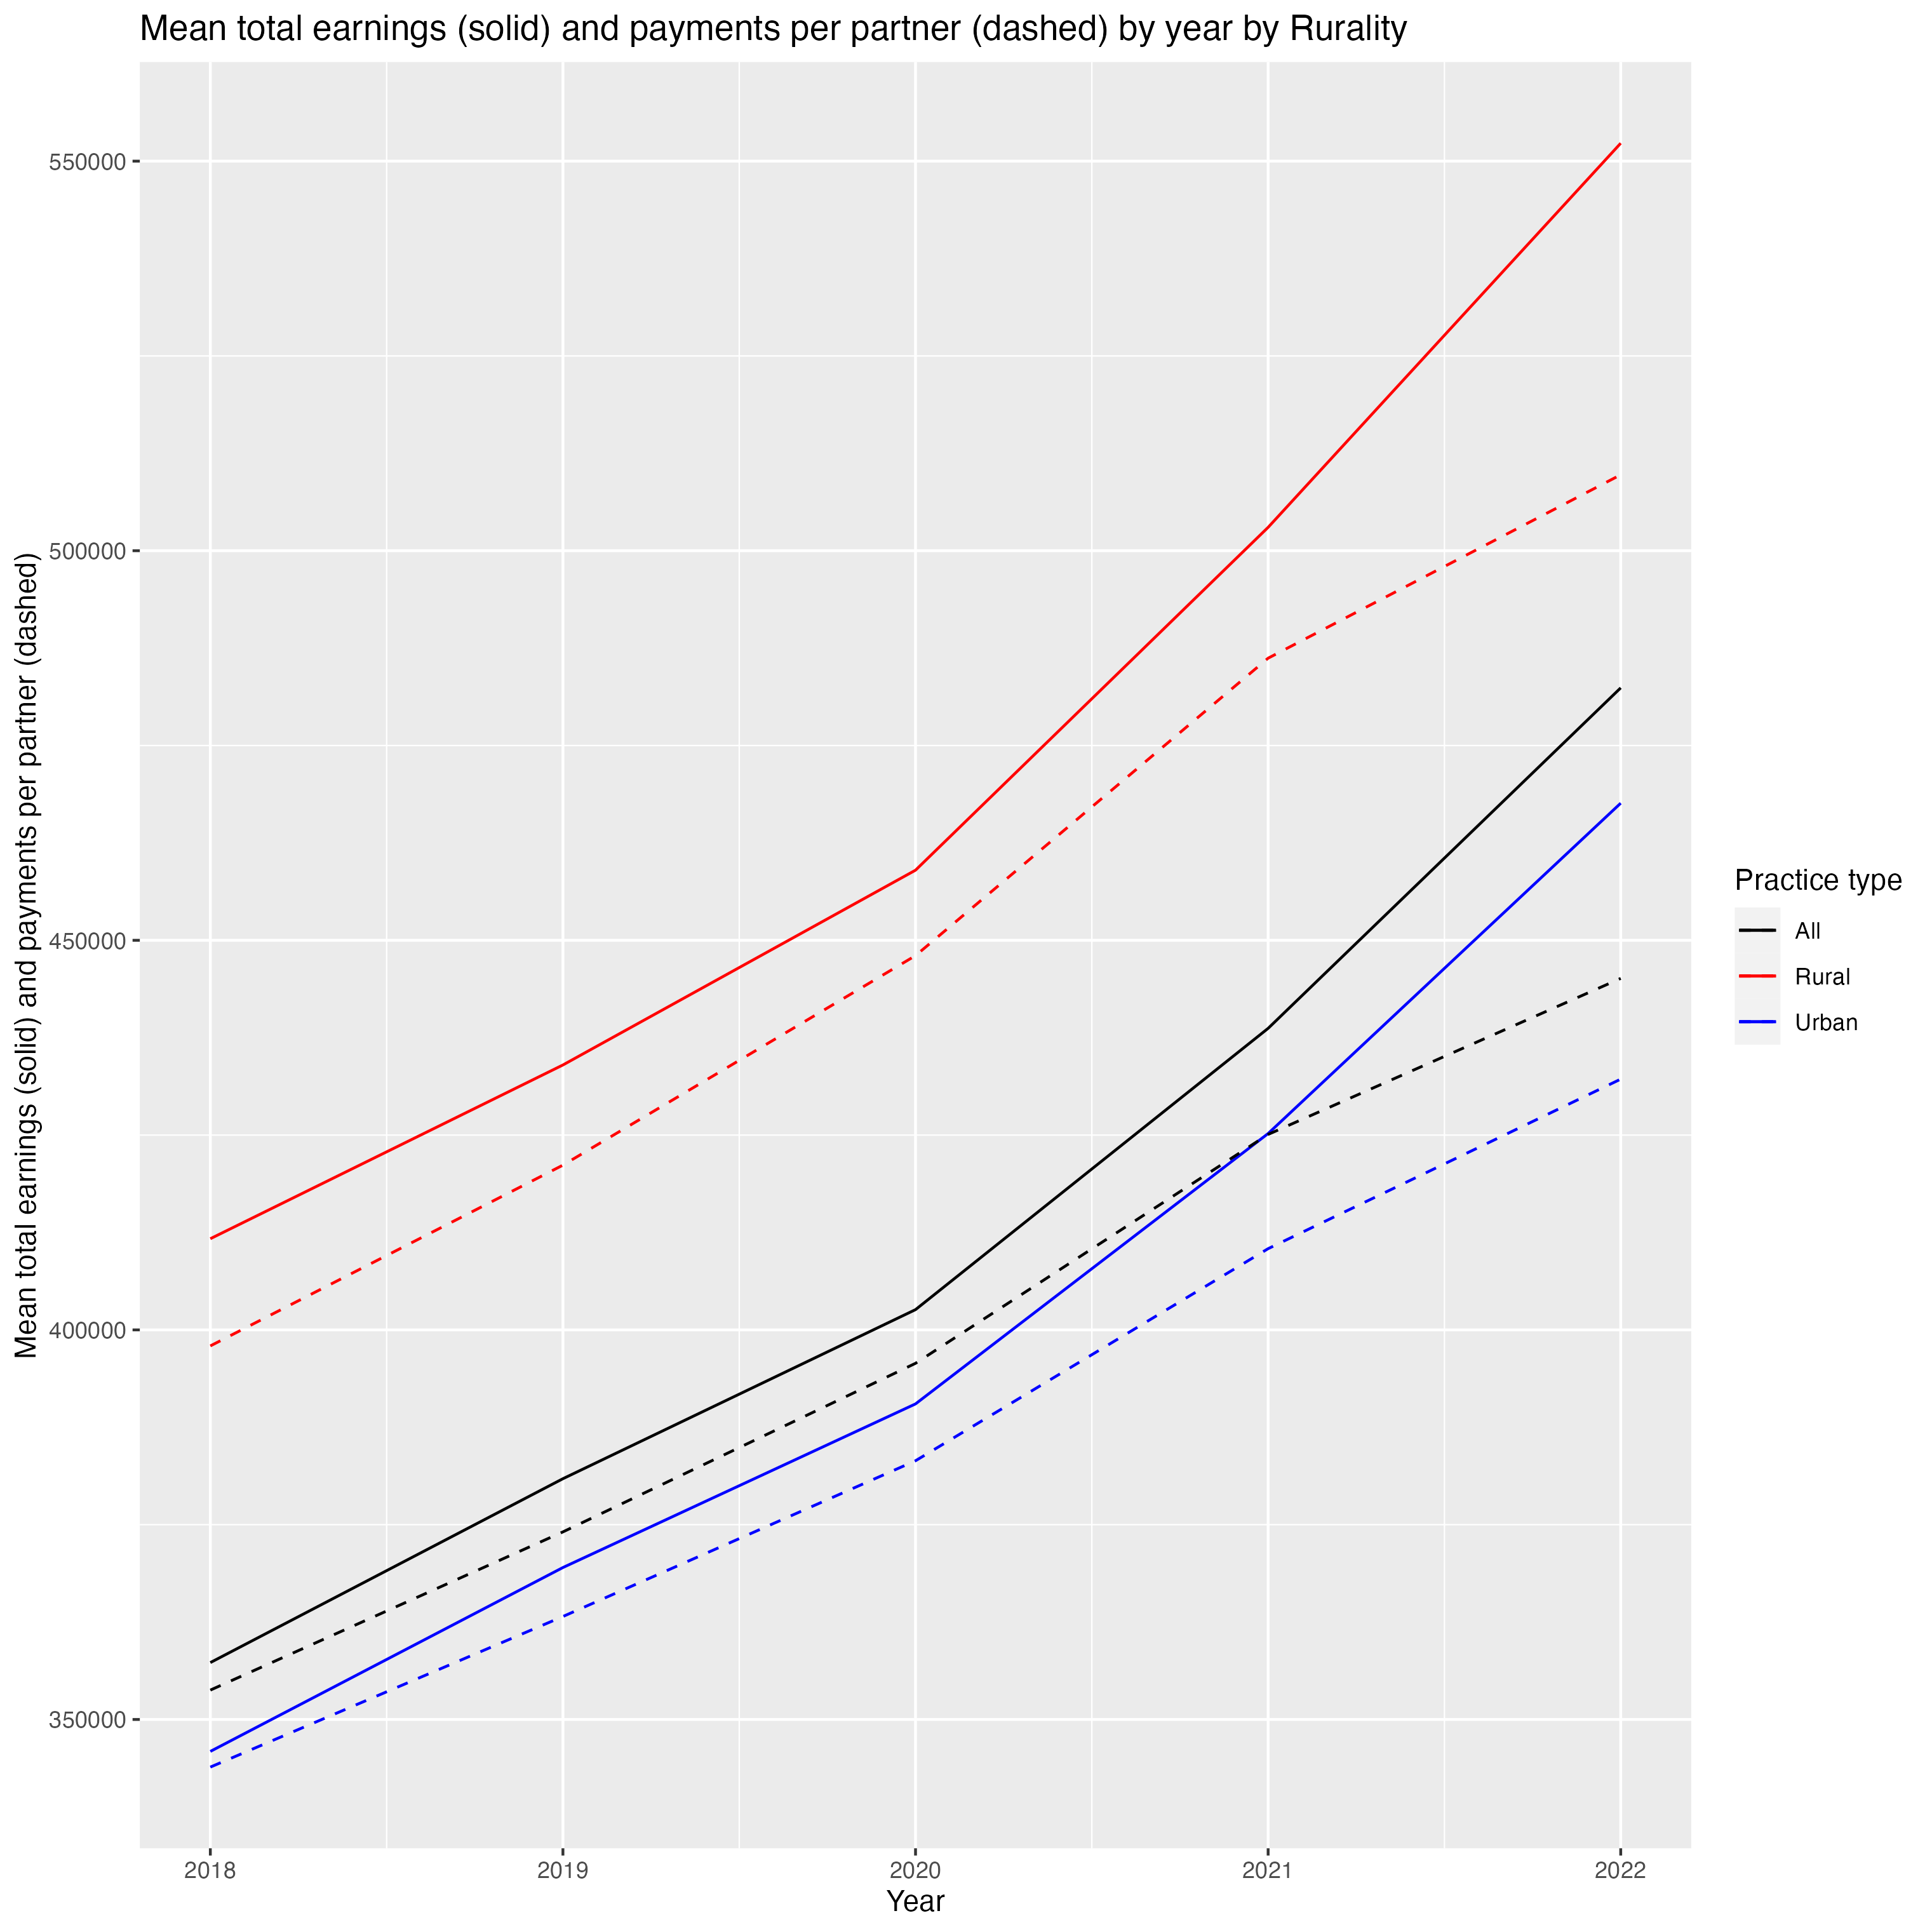 Mean total earnings (solid) and payments per partner (dashed) by year by Rurality
Mean total earnings (solid) and payments per partner (dashed)
550000
500000
450000
400000
350000
2018
2019
2020
2021
2022
Year
Practice type
All
Rural
Urban